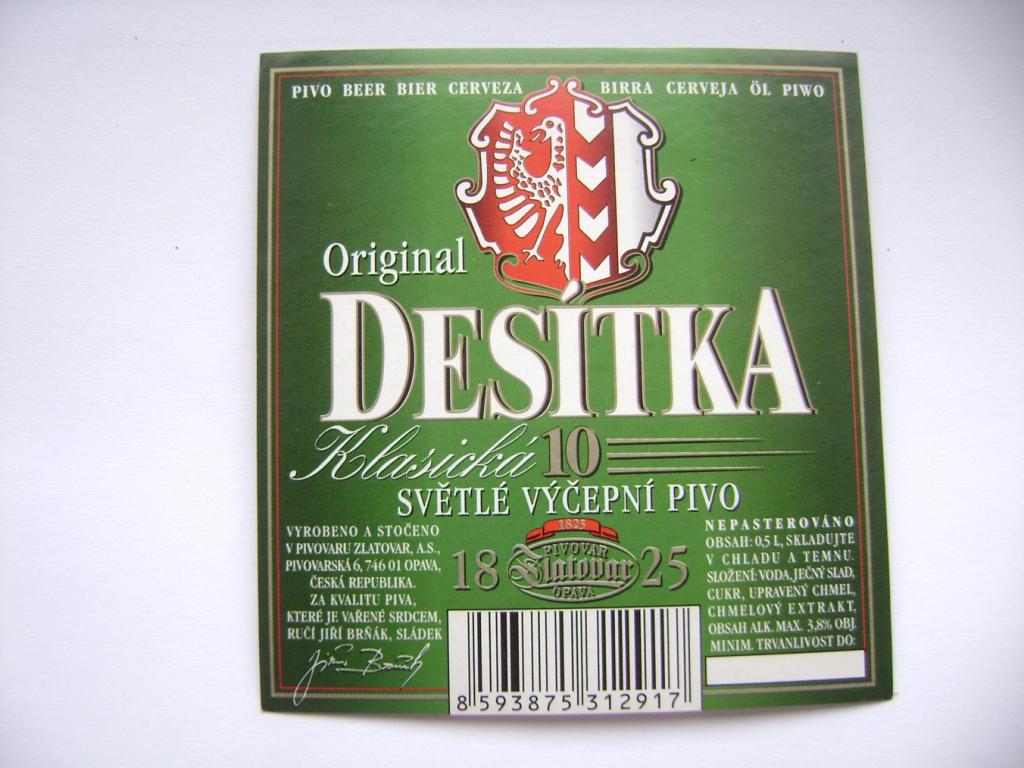 PIVO BEER BIER CERVEZA BIRRA CERVEJA ÖL PIWO
Original
DESÍTKA
Klasická 10
SVĚTLÉ VÝČEPNÍ PIVO
VYROBENO A STOČENO
V PIVOVARU ZLATOVAR, A.S.,
PIVOVARSKÁ 6, 746 01 OPAVA,
ČESKÁ REPUBLIKA.
ZA KVALITU PIVA,
KTERÉ JE VAŘENÉ SRDCEM,
RUČÍ JIŘÍ BRŇÁK, SLÁDEK
1825
18 PIVOVAR 25
Zlatovar
OPAVA
NEPASTEROVÁNO
OBSAH: 0,5 L, SKLADUJTE
V CHLADU A TEMNU.
SLOŽENÍ: VODA, JEČNÝ SLAD,
CUKR, UPRAVENÝ CHMEL,
CHMELOVÝ EXTRAKT,
OBSAH ALK. MAX. 3,8% OBJ.
MINIM. TRVANLIVOST DO:
8 593875 312917